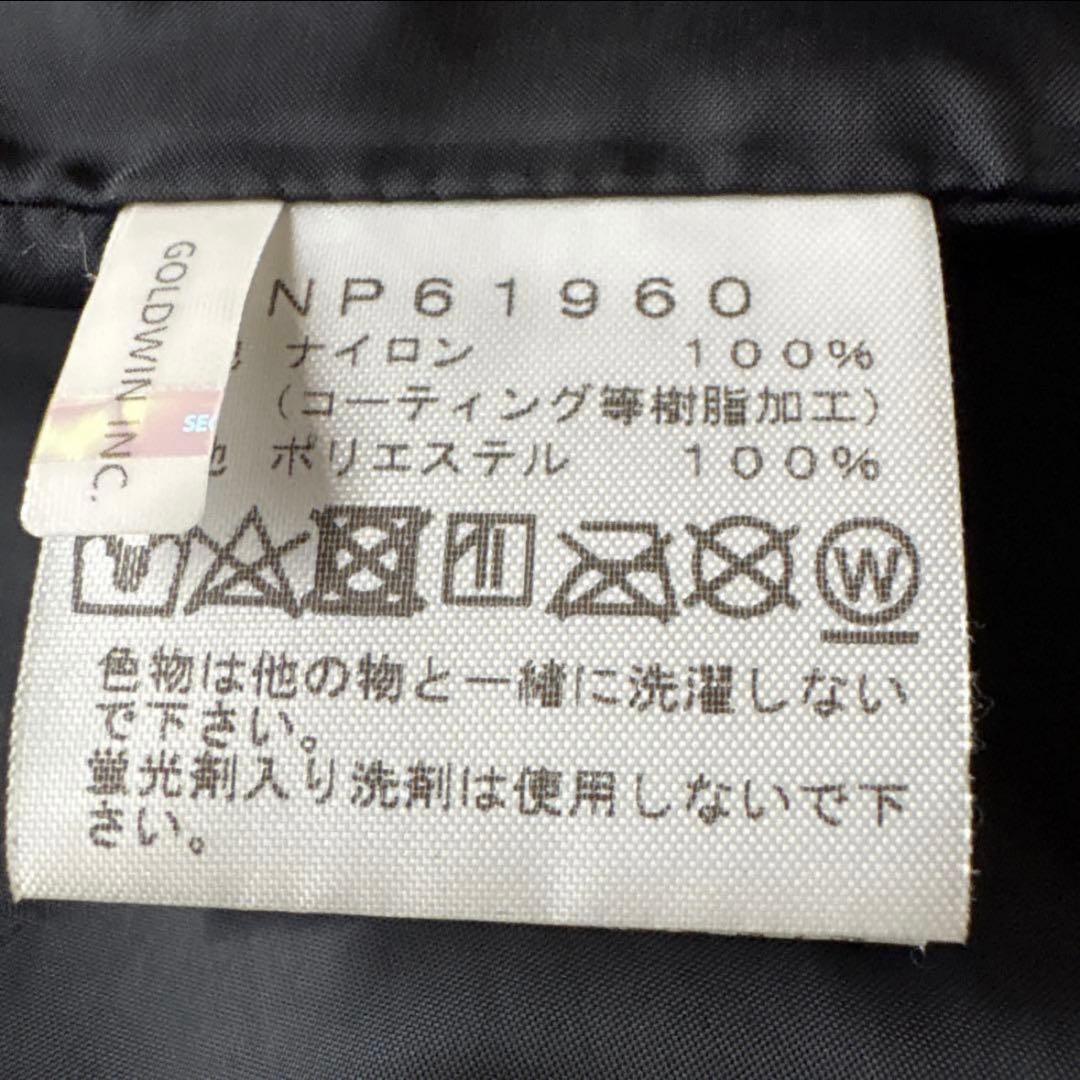 GOLDWIN INC.
SEC
NP61960
ナイロン 100%
(コーティング等樹脂加工)
地 ポリエステル 100%
W
色物は他の物と一緒に洗濯しない
で下さい。
蛍光剤入り洗剤は使用しないで下
さい。